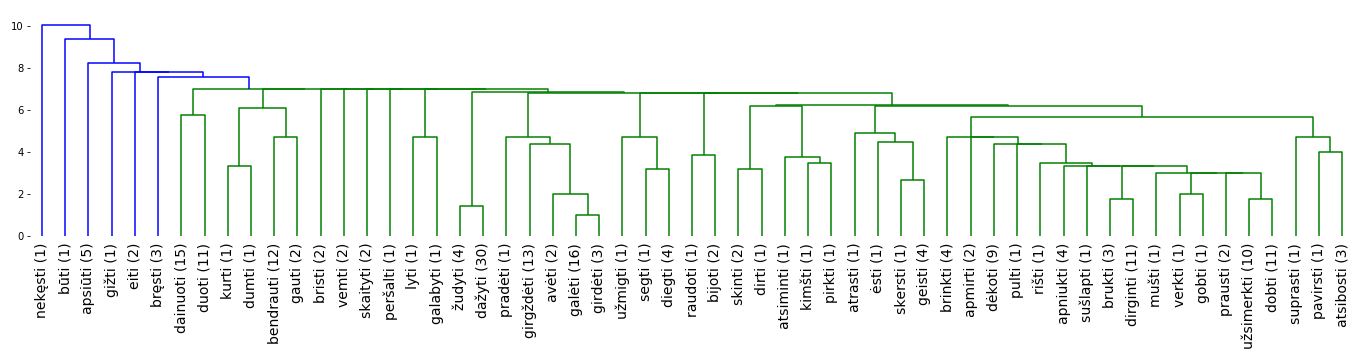 10
8
6
4
2
0
nekęsti (1)
būti (1)
apsiūti (5)
gižti (1)
eiti (2)
bręsti (3)
dainuoti (15)
duoti (11)
kurti (1)
dumti (1)
bendrauti (12)
gauti (2)
bristi (2)
vemti (2)
skaityti (2)
peršalti (1)
lyti (1)
galabyti (1)
žudyti (4)
dažyti (30)
pradėti (1)
girgždėti (13)
avėti (2)
galėti (16)
girdėti (3)
užmigti (1)
segti (1)
diegti (4)
raudoti (1)
bijoti (2)
skinti (2)
dirti (1)
atsiminti (1)
kimšti (1)
pirkti (1)
atrasti (1)
ėsti (1)
skersti (1)
geisti (4)
brinkti (4)
apmirti (2)
dėkoti (9)
pulti (1)
rišti (1)
apniukti (4)
sušlapti (1)
brukti (3)
dirginti (11)
mušti (1)
verkti (1)
gobti (1)
prausti (2)
užsimerkti (10)
dobti (11)
suprasti (1)
pavirsti (1)
atsibosti (3)